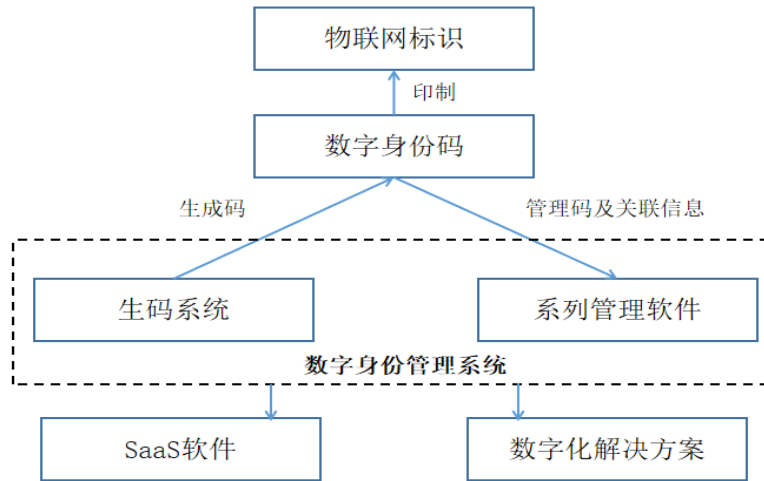 物联网标识
印制
数字身份码
生成码
管理码及关联信息
生码系统
系列管理软件
数字身份管理系统
SaaS软件
数字化解决方案